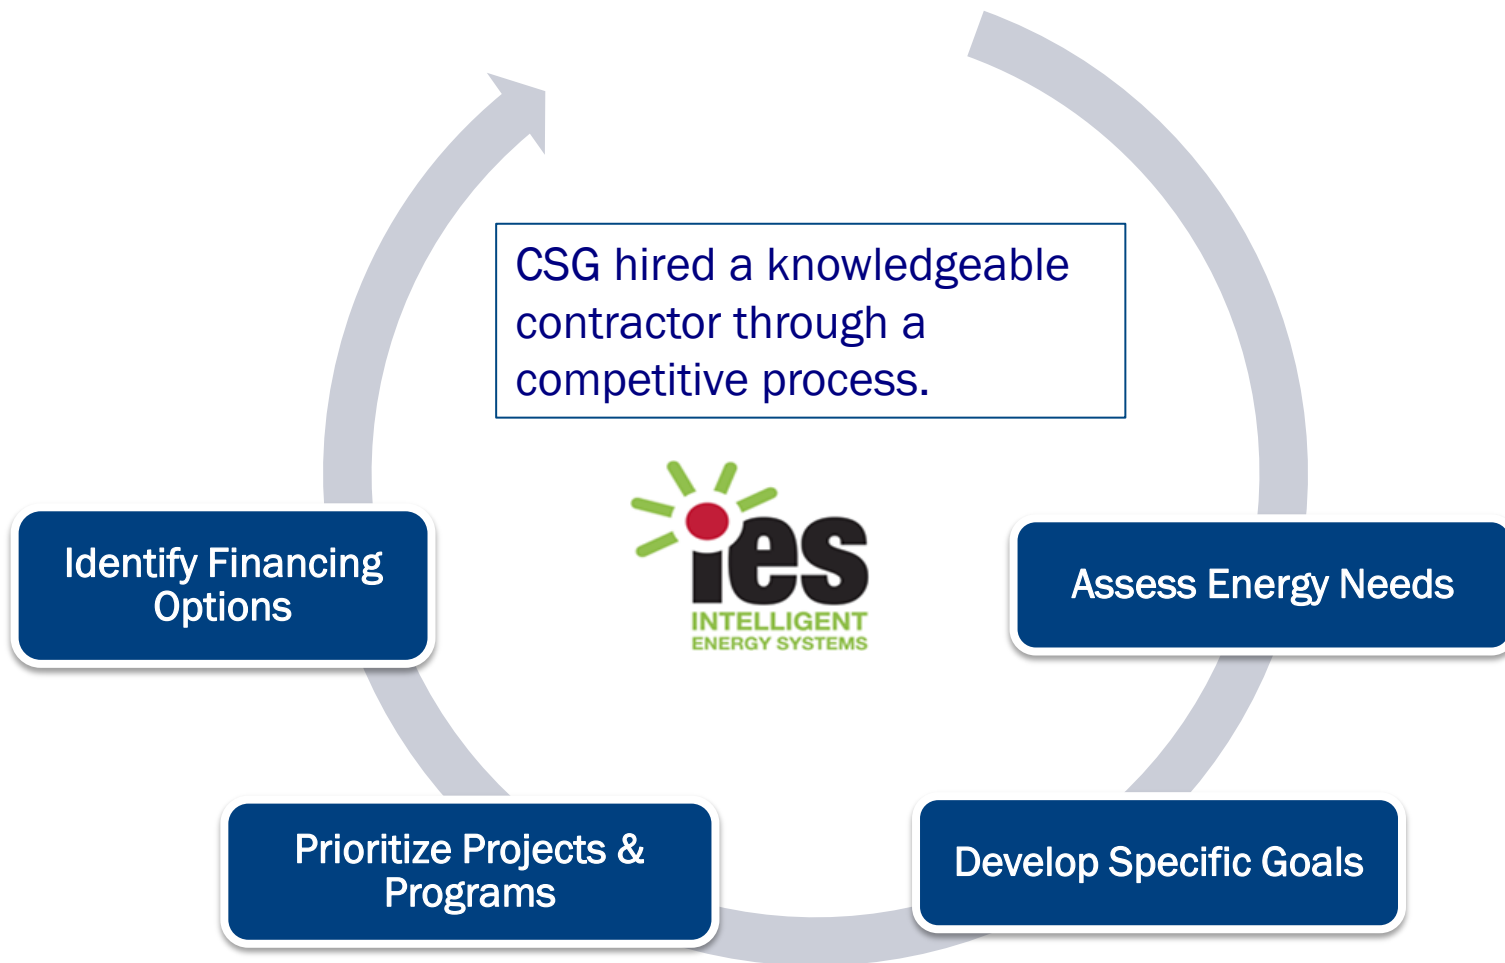 CSG hired a knowledgeable
contractor through a
competitive process.
ies
INTELLIGENT
ENERGY SYSTEMS
Identify Financing
Options
Assess Energy Needs
Prioritize Projects &
Programs
Develop Specific Goals